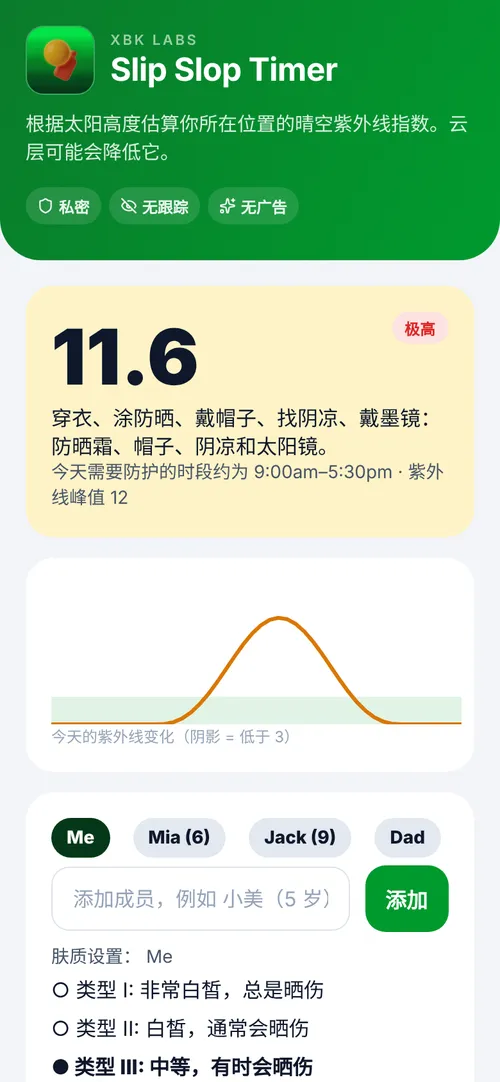 XBK LABS
Slip Slop Timer
根据太阳高度估算你所在位置的晴空紫外线指数。云
层可能会降低它。
私密
无跟踪
无广告
11.6
极高
穿衣、涂防晒、戴帽子、找阴凉、戴墨镜：
防晒霜、帽子、阴凉和太阳镜。
今天需要防护的时段约为 9:00am–5:30pm · 紫外
线峰值 12
今天的紫外线变化（阴影 = 低于 3）
Me
Mia (6)
Jack (9)
Dad
添加成员，例如 小美（5 岁）
添加
肤质设置： Me
类型 I: 非常白皙，总是晒伤
类型 II: 白皙，通常会晒伤
类型 III: 中等，有时会晒伤